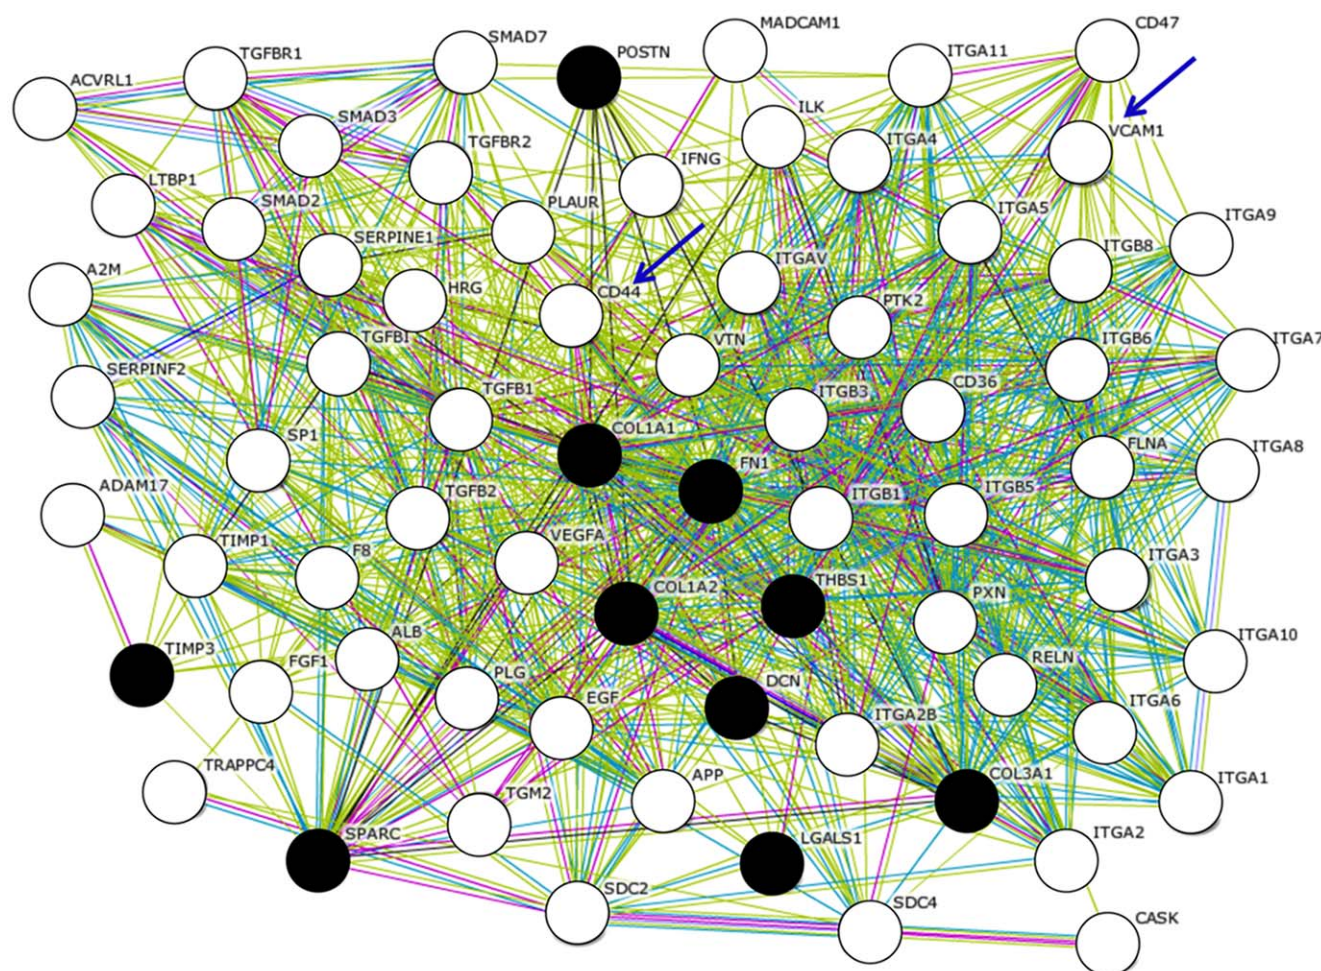 CD47
MADCAM1
SMAD7
POSTN
TGFBR1
ITGA11
ACVRL1
ILK
SMAD3
VCAM1
TGFBR2
ITGA4
IFNG
LTBP1
SMAD2
PLAUR
ITGA5
ITGA9
SERPINE1
ITGB8
ITGAV
A2M
HRG
CD44
PTK2
TGFBI
VTN
ITGB6
ITGA7
SERPINF2
TGFB1
ITGB3
CD36
COL1A1
SP1
FLNA
ITGA8
FN1
ADAM17
TGFB2
ITGB1
ITGB5
VEGFA
TIMP1
F8
ITGA3
COL1A2
THBS1
PXN
ALB
ITGA10
TIMP3
FGF1
PLG
RELN
DCN
EGF
ITGA6
ITGA2B
TRAPPC4
APP
COL3A1
ITGA1
TGM2
SPARC
LGALS1
ITGA2
SDC2
SDC4
CASK